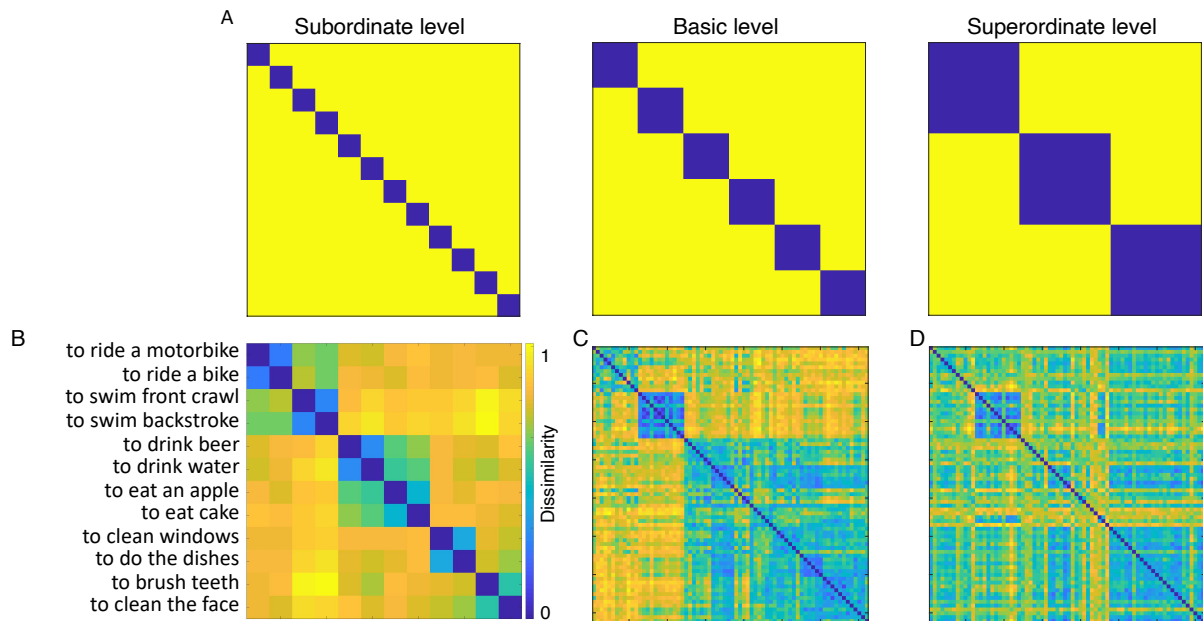 A
Subordinate level
Basic level
Superordinate level
B
to ride a motorbike
to ride a bike
to swim front crawl
to swim backstroke
to drink beer
to drink water
to eat an apple
to eat cake
to clean windows
to do the dishes
to brush teeth
to clean the face
1
Dissimilarity
0
C
D